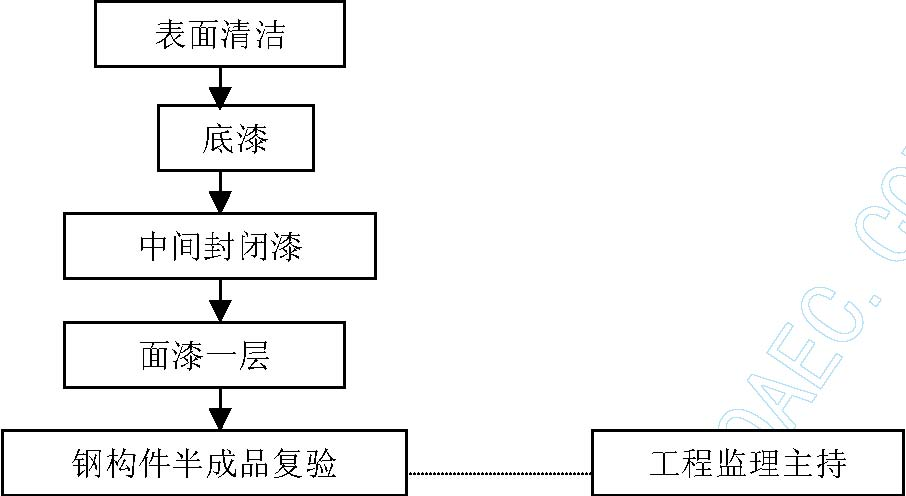 表面清洁
底漆
中间封闭漆
面漆一层
钢构件半成品复验
工程监理主持